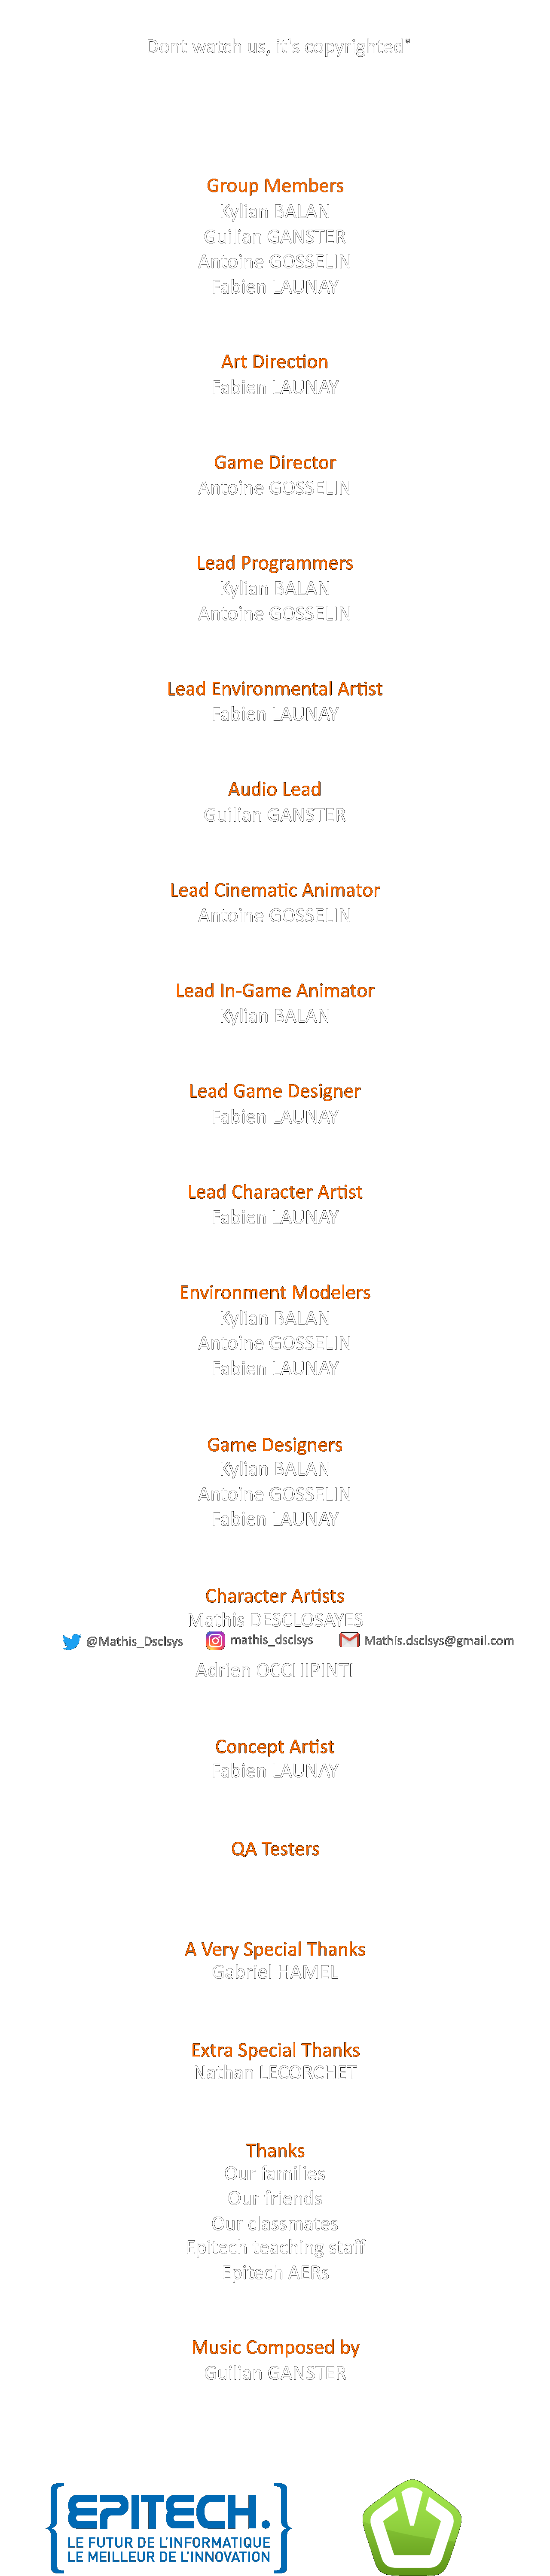 Dont watch us, it's copyrighted*
Group Members
Kylian BALAN
Guilian GANSTER
Antoine GOSSELIN
Fabien LAUNAY
Art Direction
Fabien LAUNAY
Game Director
Antoine GOSSELIN
Lead Programmers
Kylian BALAN
Antoine GOSSELIN
Lead Environmental Artist
Fabien LAUNAY
Audio Lead
Guilian GANSTER
Lead Cinematic Animator
Antoine GOSSELIN
Lead In-Game Animator
Kylian BALAN
Lead Game Designer
Fabien LAUNAY
Lead Character Artist
Fabien LAUNAY
Environment Modelers
Kylian BALAN
Antoine GOSSELIN
Fabien LAUNAY
Game Designers
Kylian BALAN
Antoine GOSSELIN
Fabien LAUNAY
Character Artists
Mathis DESCLOSAYES
@Mathis_Dsclsys mathis_dsclsys Mathis.dsclsys@gmail.com
Adrien OCCHIPINTI
Concept Artist
Fabien LAUNAY
QA Testers
A Very Special Thanks
Gabriel HAMEL
Extra Special Thanks
Nathan LECORCHET
Thanks
Our families
Our friends
Our classmates
Epitech teaching staff
Epitech AERs
Music Composed by
Guilian GANSTER
{EPITECH.}
LE FUTUR DE L'INFORMATIQUE
LE MEILLEUR DE L'INNOVATION